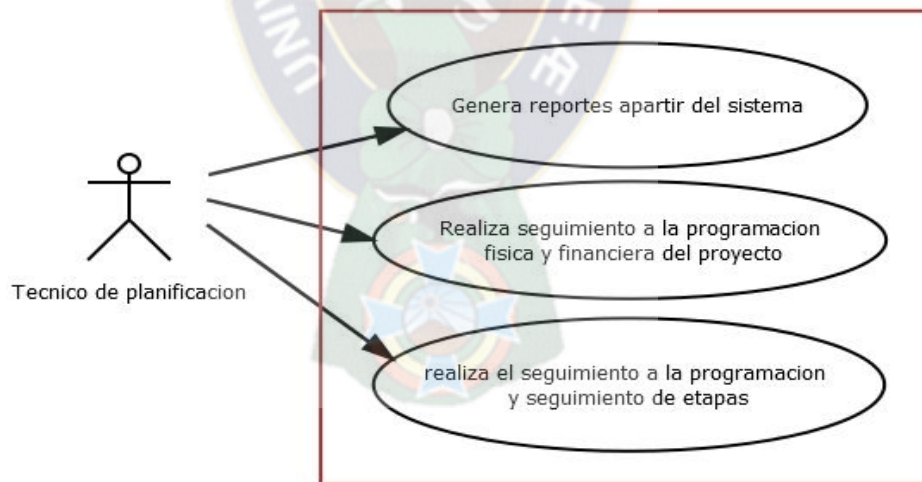 UNI
Æ
Genera reportes apartir del sistema
Realiza seguimiento a la programacion
fisica y financiera del proyecto
Tecnico de planificacion
realiza el seguimiento a la programacion
y seguimiento de etapas